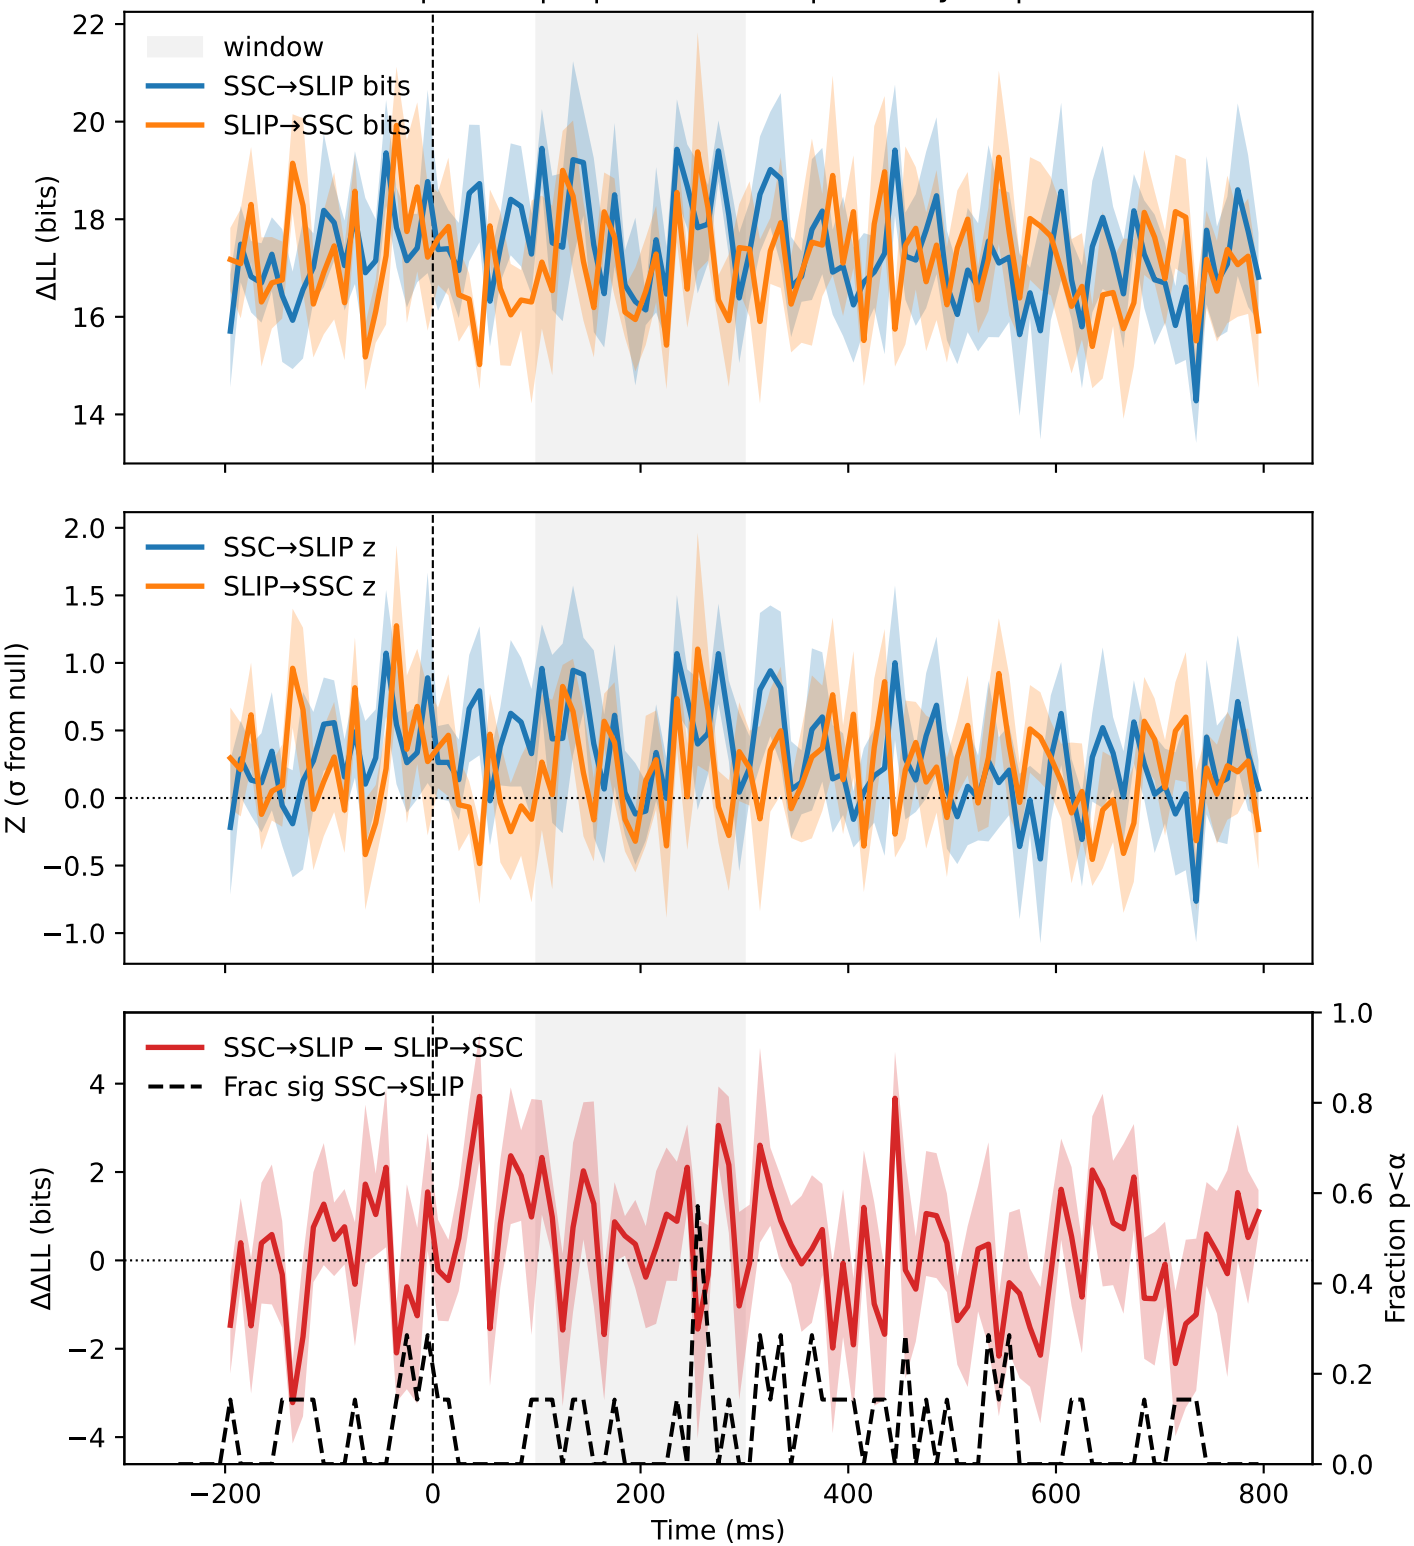 22
20
18
16
14
ΔLL (bits)
window
SSC→SLIP bits
SLIP→SSC bits
2.0
1.5
1.0
0.5
0.0
−0.5
−1.0
Z (σ from null)
SSC→SLIP z
SLIP→SSC z
4
2
0
−2
−4
ΔΔLL (bits)
SSC→SLIP − SLIP→SSC
Frac sig SSC→SLIP
1.0
0.8
0.6
0.4
0.2
0.0
Fraction p<α
−200 0 200 400 600 800
Time (ms)